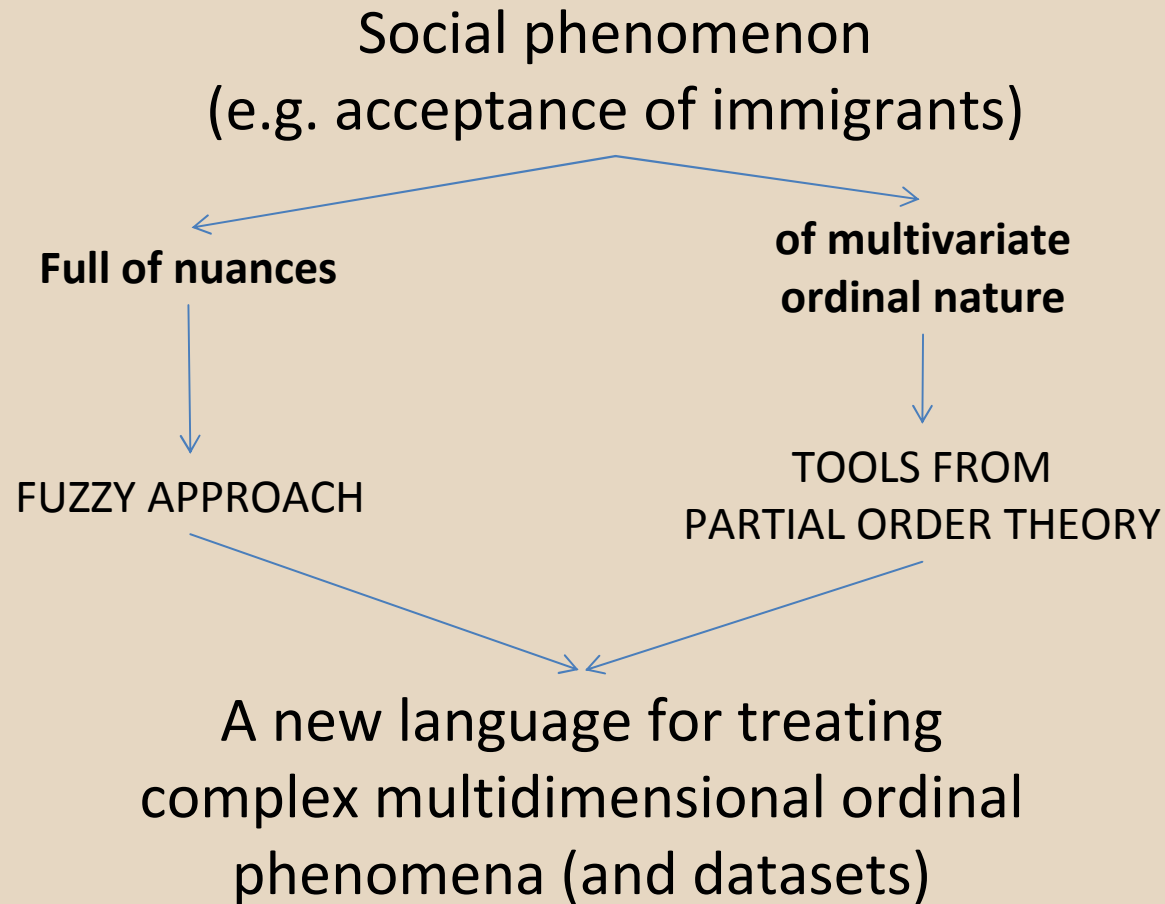 Social phenomenon
(e.g. acceptance of immigrants)
Full of nuances
of multivariate
ordinal nature
FUZZY APPROACH
TOOLS FROM
PARTIAL ORDER THEORY
A new language for treating
complex multidimensional ordinal
phenomena (and datasets)